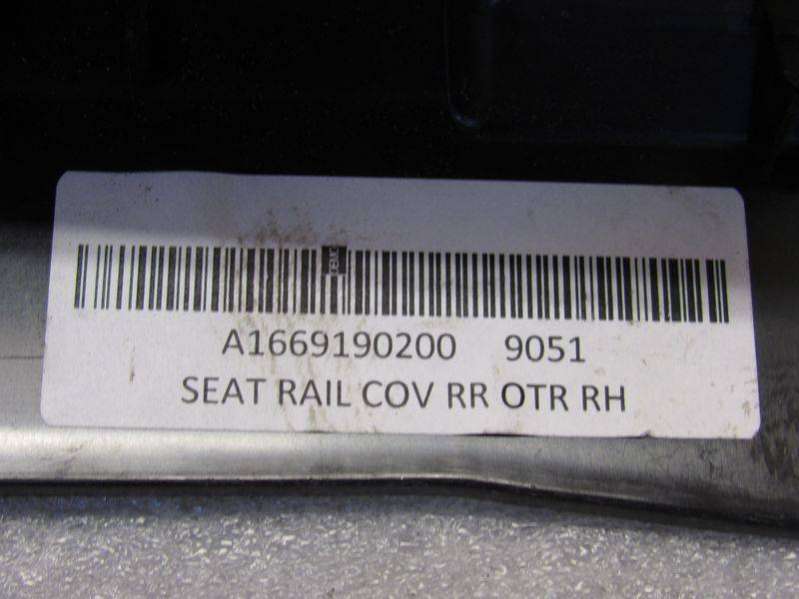 A1669190200 9051
SEAT RAIL COV RR OTR RH